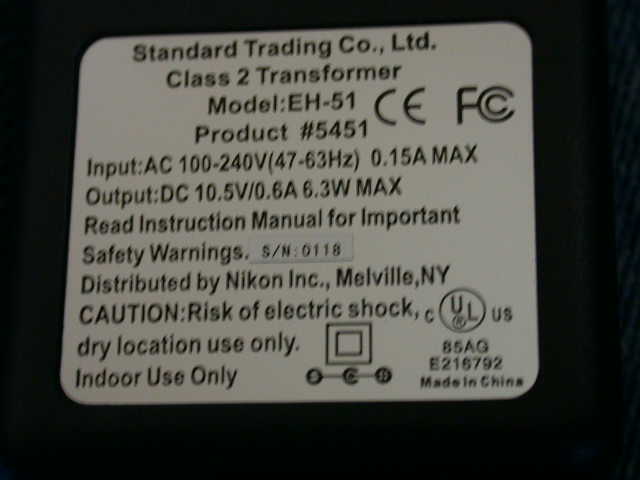 Standard Trading Co., Ltd.
Class 2 Transformer
Model:EH-51 CE FC
Product #5451
Input:AC 100-240V(47-63Hz) 0.15A MAX
Output:DC 10.5V/0.6A 6.3W MAX
Read Instruction Manual for Important
Safety Warnings. S/N:0118
Distributed by Nikon Inc., Melville,NY
CAUTION:Risk of electric shock, C UL ® US
dry location use only. 85AG
E216792
Indoor Use Only Made in China